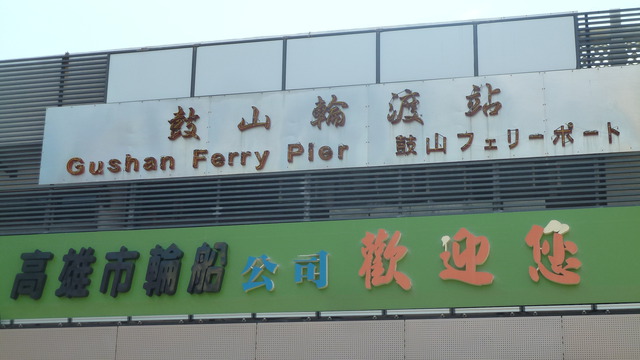 鼓山輪渡站
Gushan Ferry Pier 鼓山フェリーポート
高雄市輪船公司歡迎您